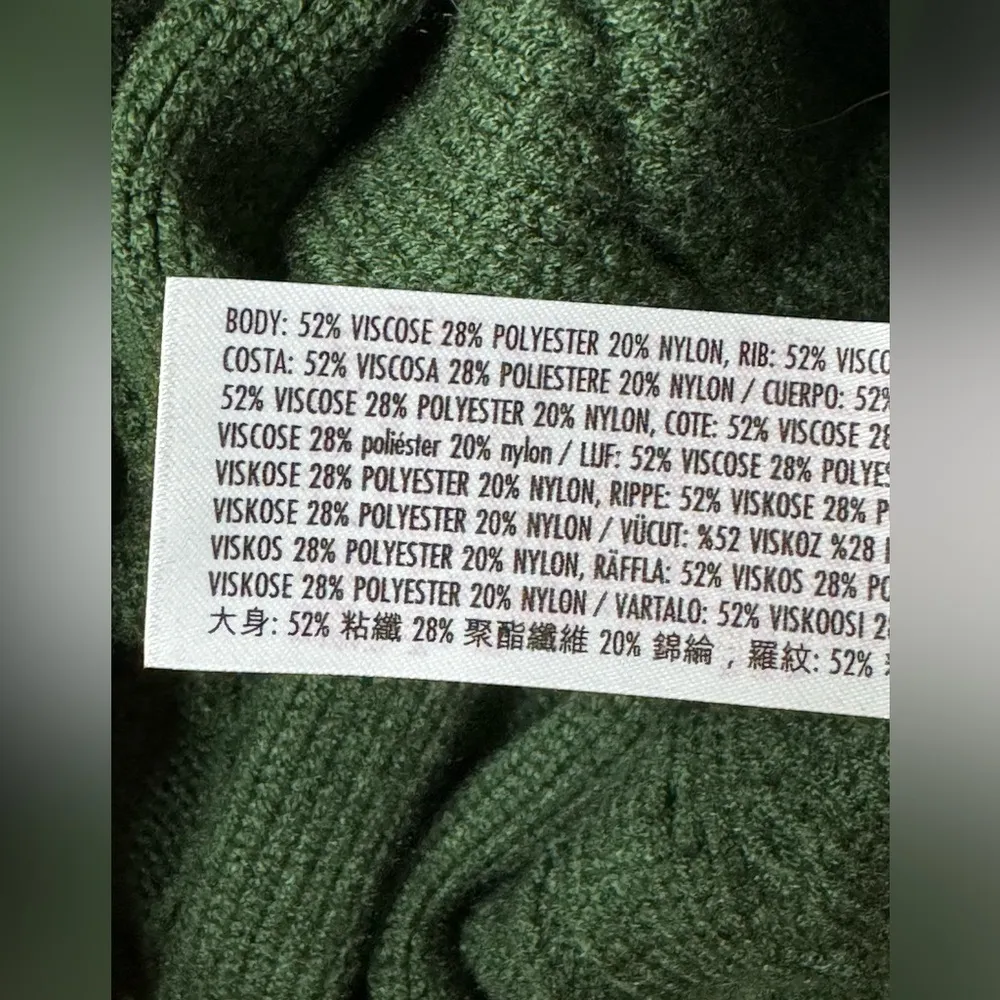 BODY: 52% VISCOSE 28% POLYESTER 20% NYLON, RIB: 52% VISCO
COSTA: 52% VISCOSA 28% POLIESTERE 20% NYLON / CUERPO: 52%
52% VISCOSE 28% POLYESTER 20% NYLON, COTE: 52% VISCOSE 28
VISCOSE 28% poliéster 20% nylon / LIJF: 52% VISCOSE 28% POLYES
VISKOSE 28% POLYESTER 20% NYLON, RIPPE: 52% VISKOSE 28% P
VISKOSE 28% POLYESTER 20% NYLON / VÜCUT: %52 VISKOZ %28
VISKOS 28% POLYESTER 20% NYLON, RÄFFLA: 52% VISKOS 28% PO
VISKOSE 28% POLYESTER 20% NYLON / VARTALO: 52% VISKOOSI 2
大身: 52% 粘纖 28% 聚酯纖維 20% 錦綸 , 羅紋: 52%